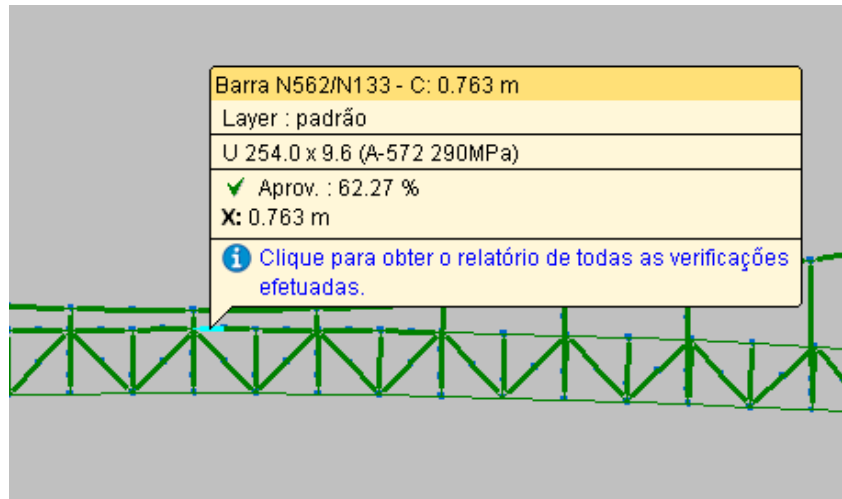 Barra N562/N133 - C: 0.763 m
Layer : padrão
U 254.0 x 9.6 (A-572 290MPa)
Aprov. : 62.27 %
X: 0.763 m
Clique para obter o relatório de todas as verificações
efetuadas.